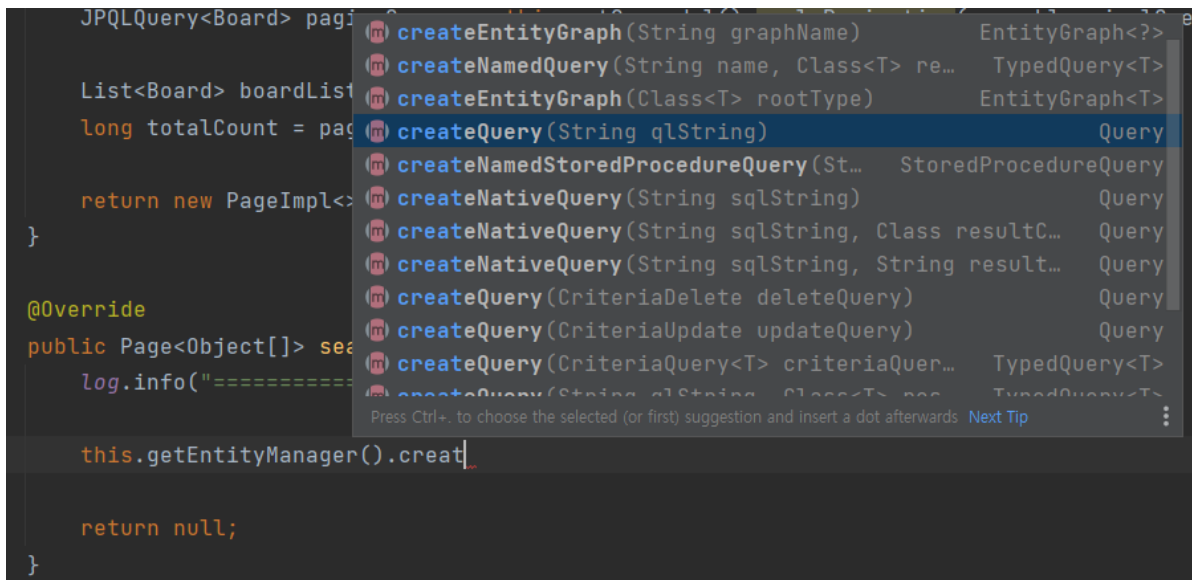 JPQLQuery<Board> pagin
createEntityGraph(String graphName) EntityGraph<?>
createNamedQuery(String name, Class<T> re… TypedQuery<T>
List<Board> boardList
createEntityGraph(Class<T> rootType) EntityGraph<T>
long totalCount = pag
createQuery(String qlString) Query
createNamedStoredProcedureQuery(St… StoredProcedureQuery
return new PageImpl<>
createNativeQuery(String sqlString) Query
}
createNativeQuery(String sqlString, Class resultC… Query
createNativeQuery(String sqlString, String result… Query
@Override
createQuery(CriteriaDelete deleteQuery) Query
createQuery(CriteriaUpdate updateQuery) Query
public Page<Object[]> sea
createQuery(CriteriaQuery<T> criteriaQuer… TypedQuery<T>
log.info("===========
Press Ctrl+. to choose the selected (or first) suggestion and insert a dot afterwards Next Tip
this.getEntityManager().creat
return null;
}